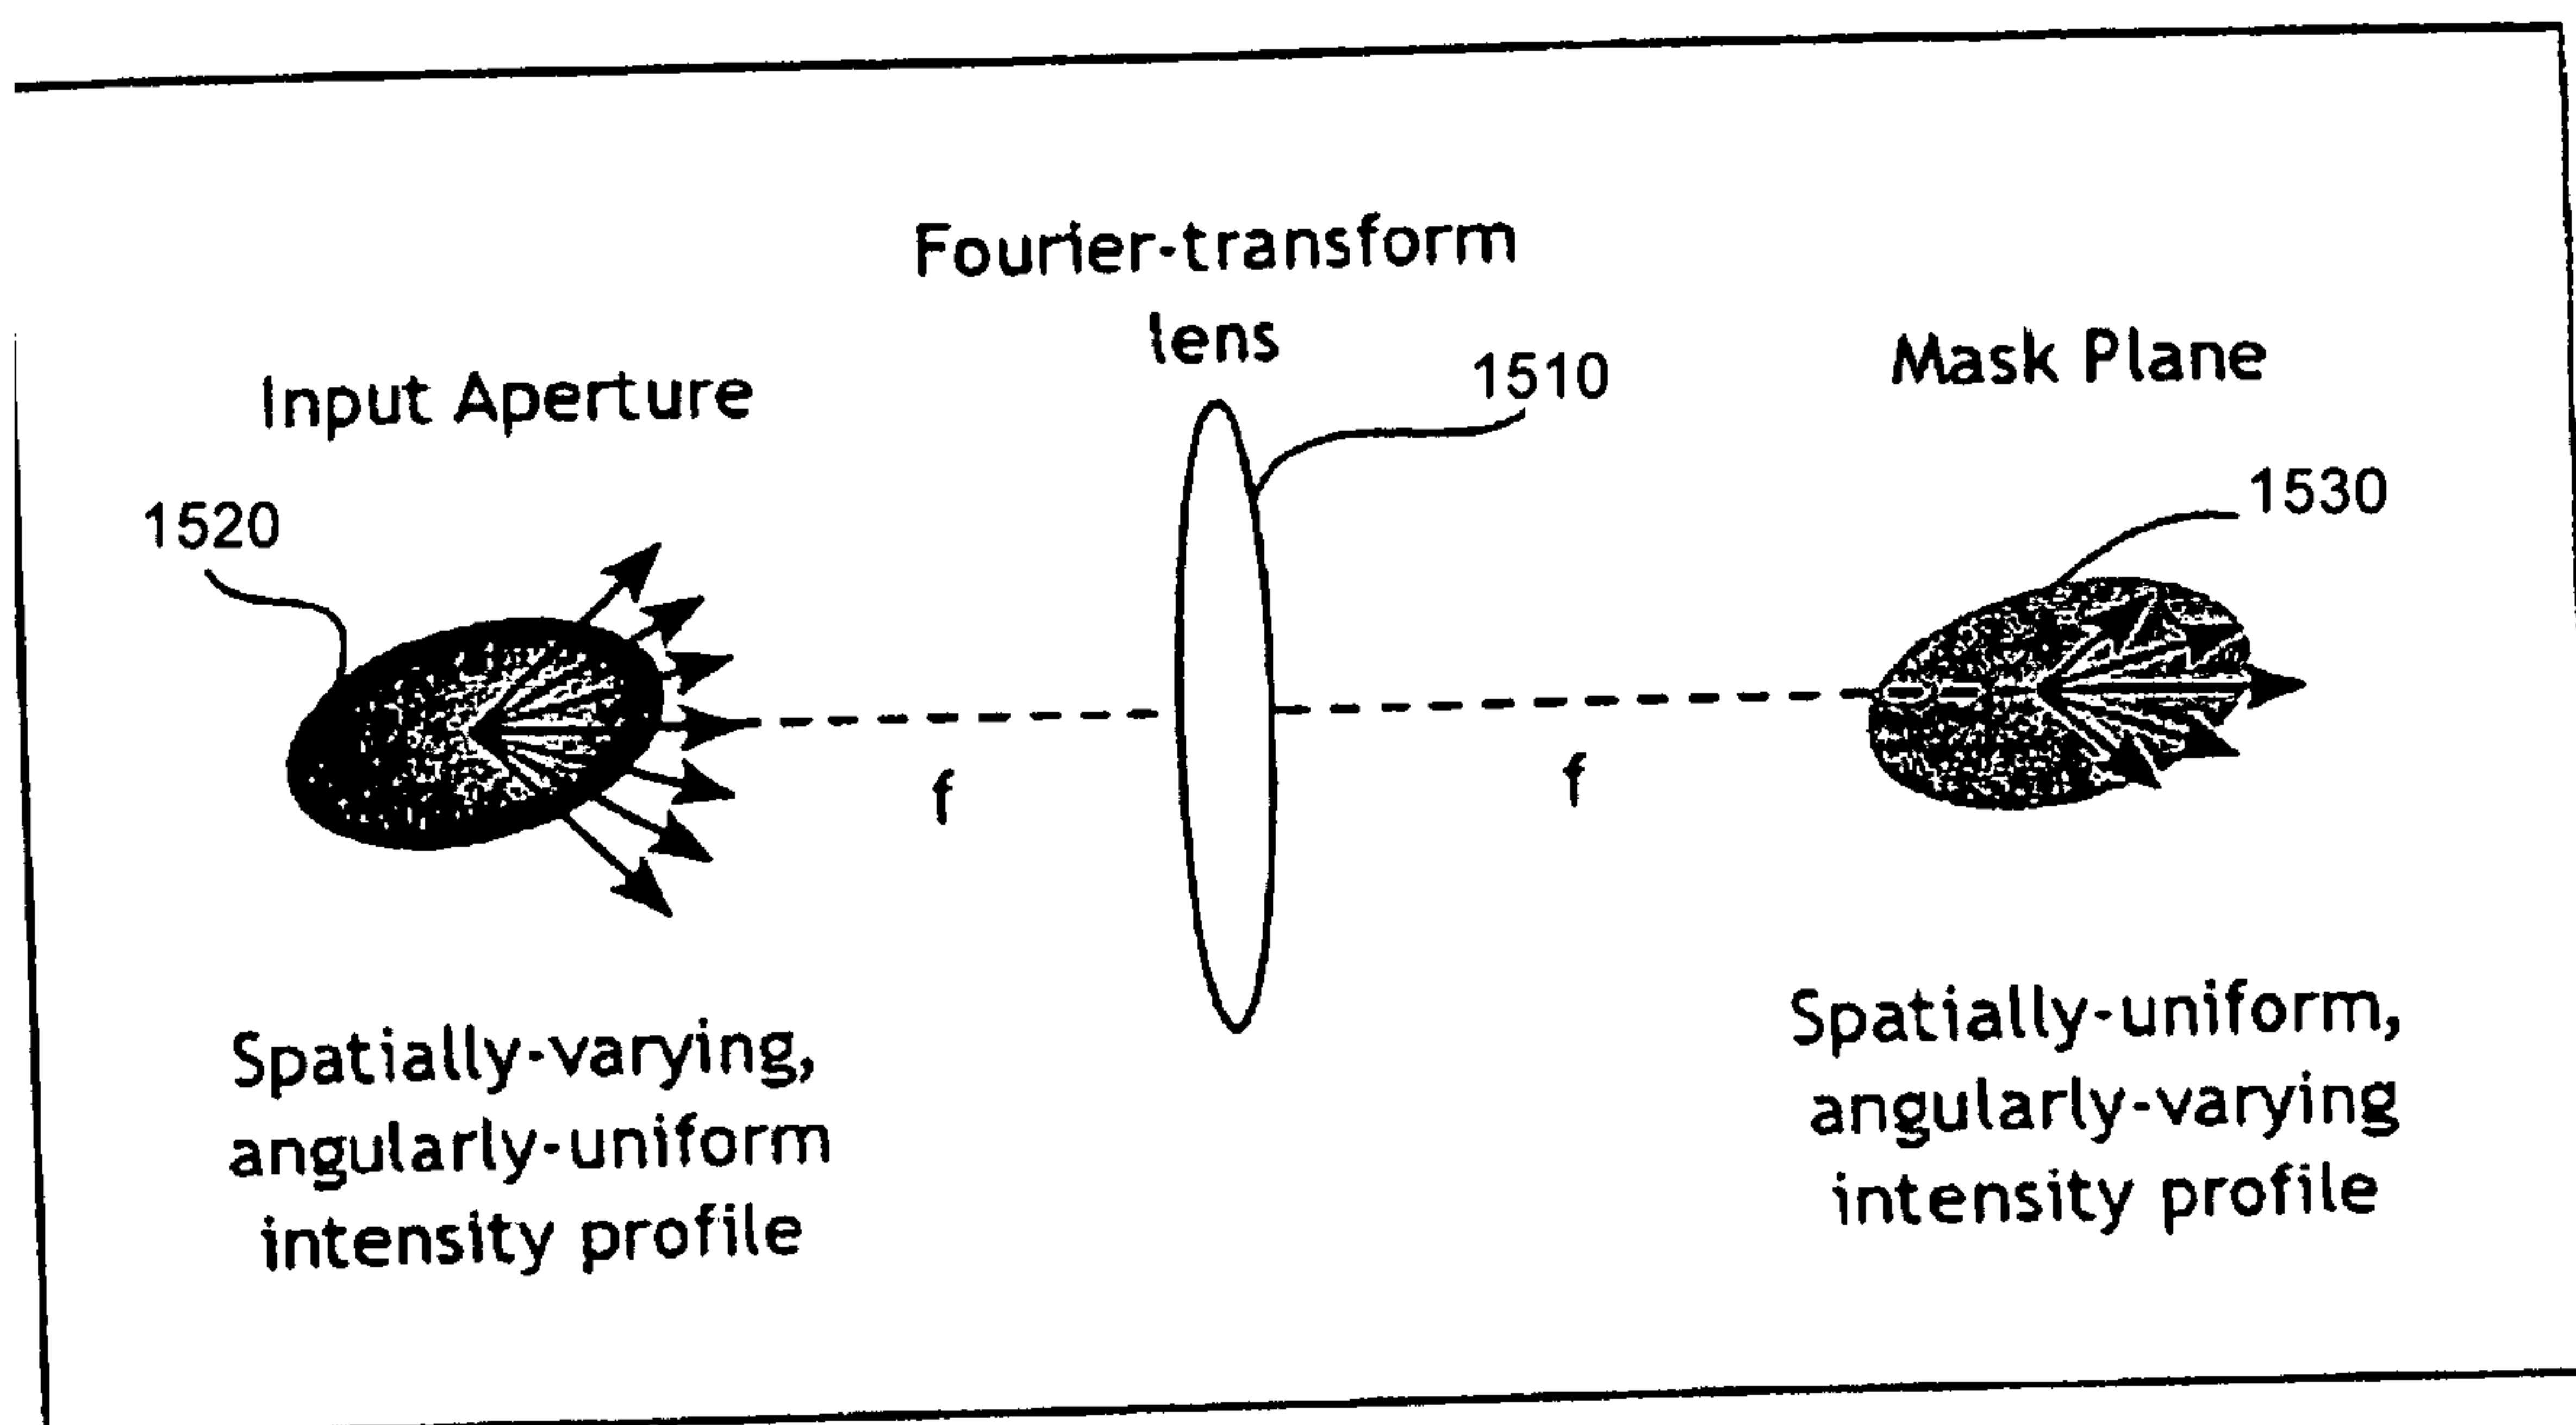 Fourier-transform
lens
1510
Input Aperture
1520
Mask Plane
1530
f
f
Spatially-varying,
angularly-uniform
intensity profile
Spatially-uniform,
angularly-varying
intensity profile